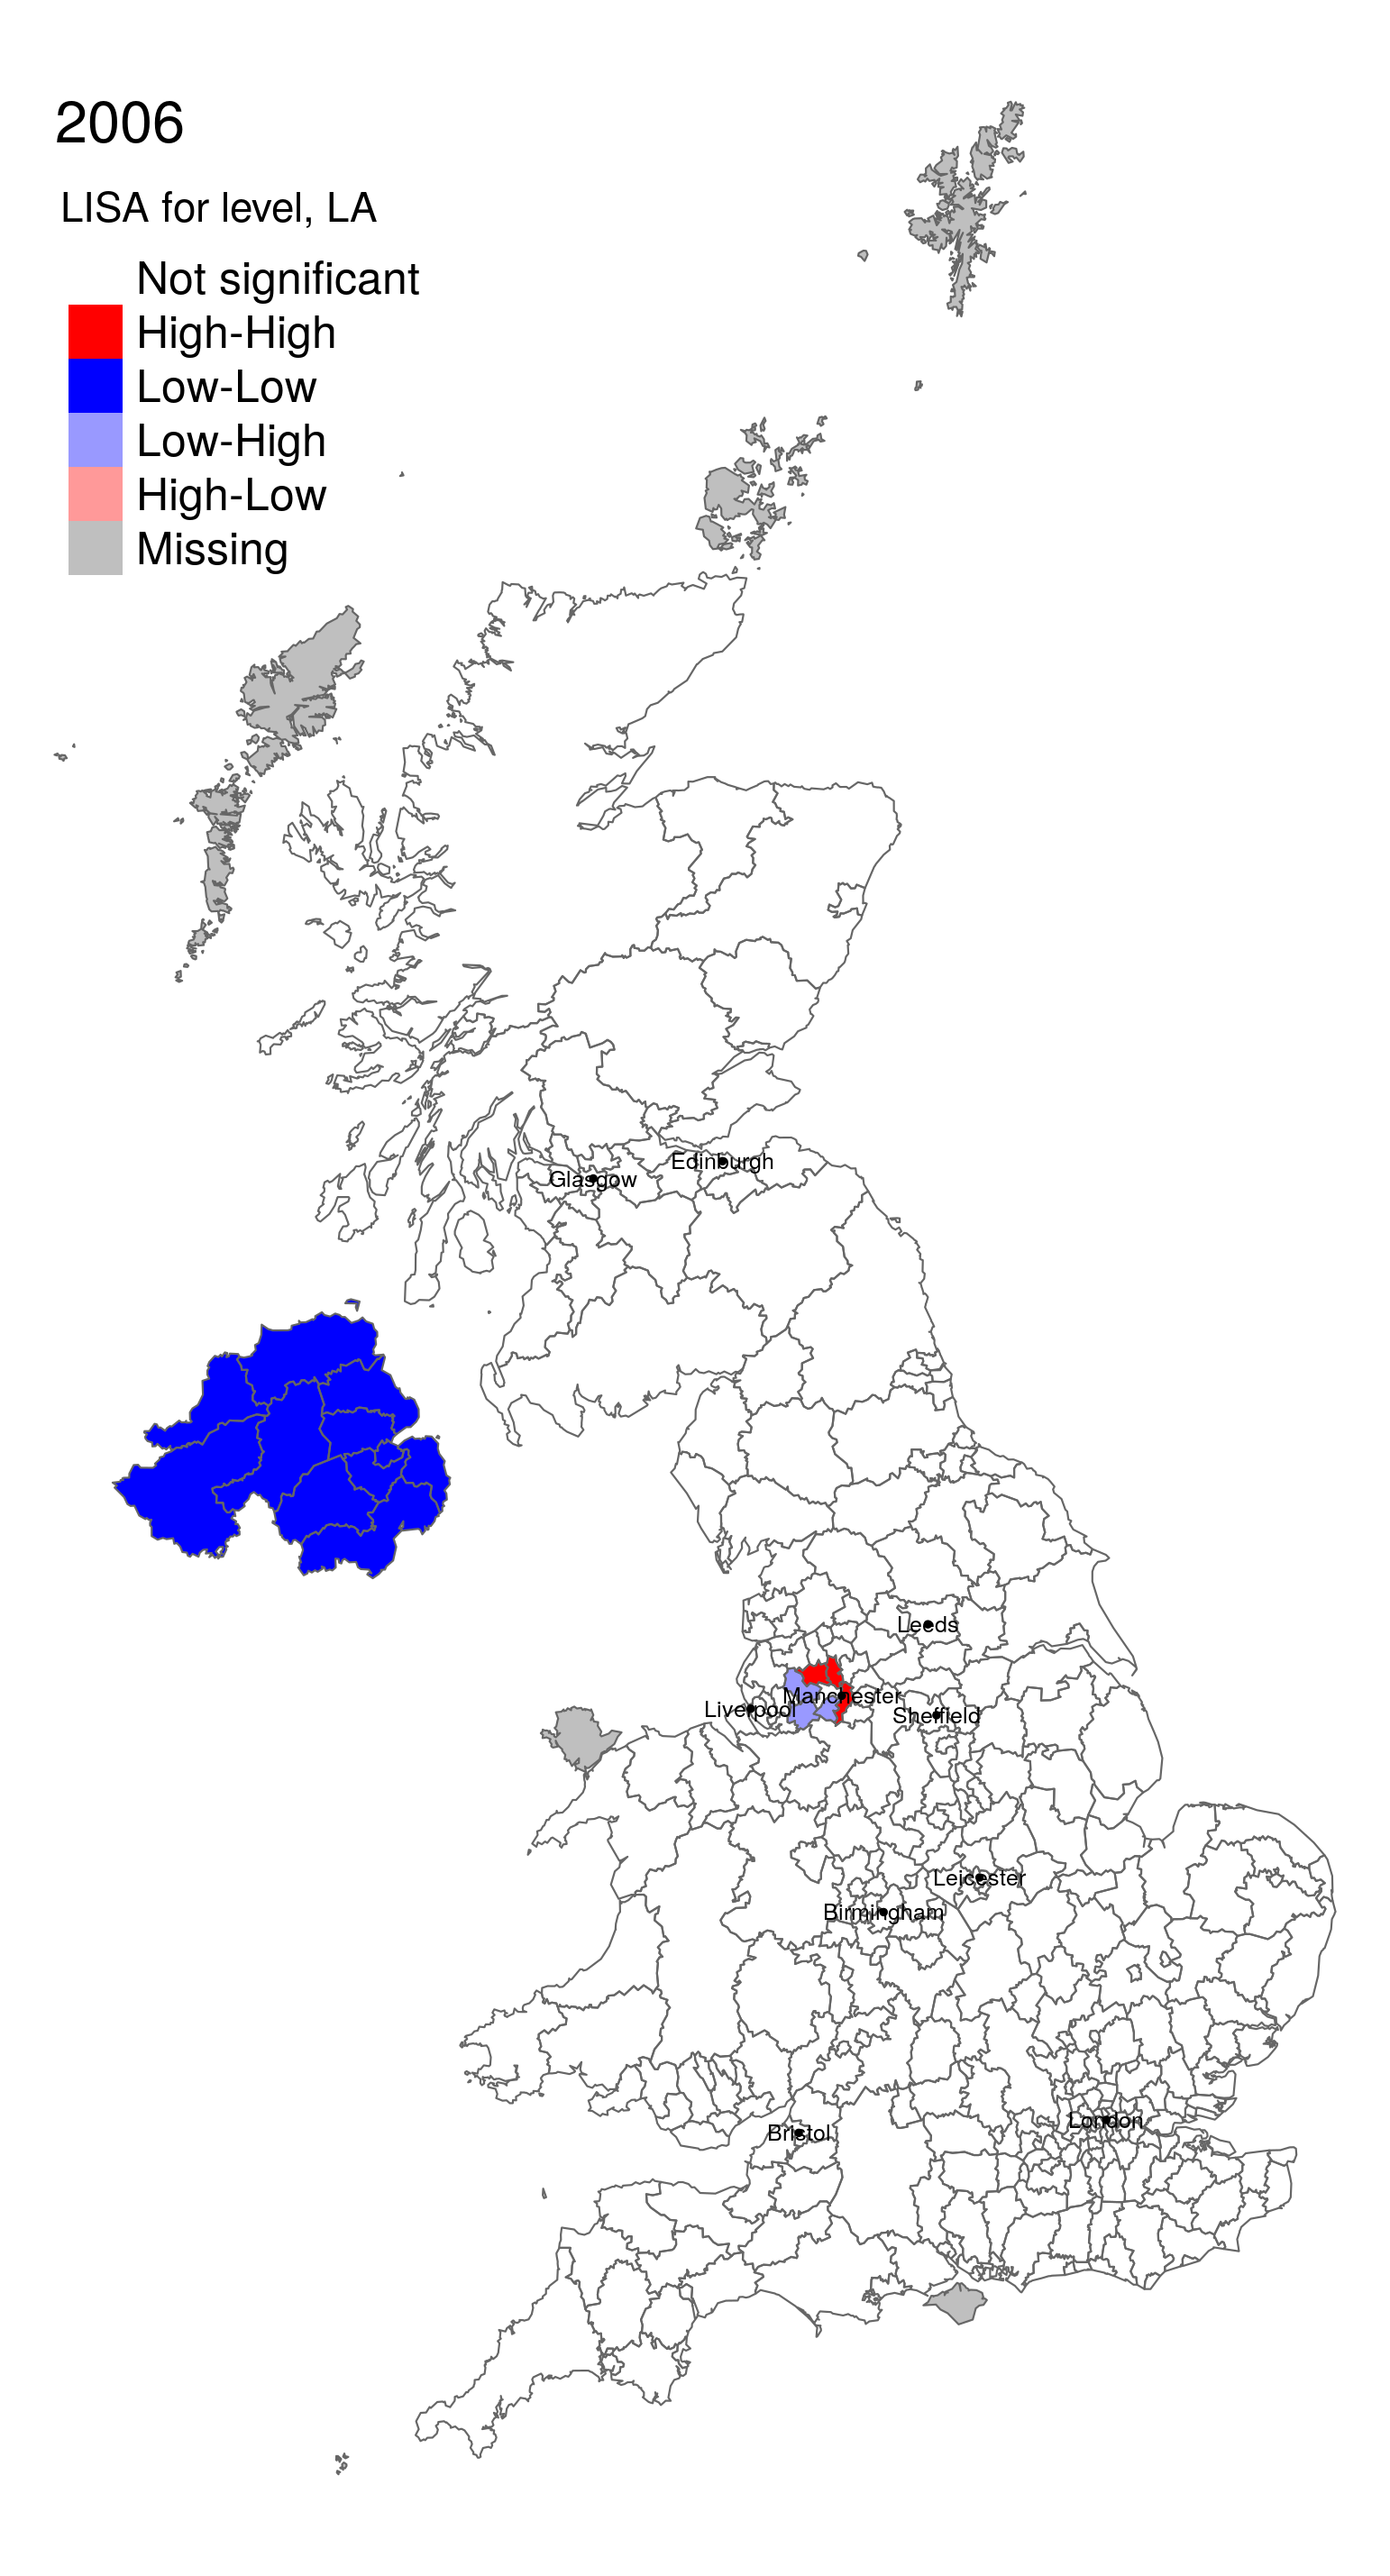 2006
LISA for level, LA
Not significant
High-High
Low-Low
Low-High
High-Low
Missing
Edinburgh
Glasgow
Leeds
Manchester
Liverpool
Sheffield
Leicester
Birmingham
London
Bristol